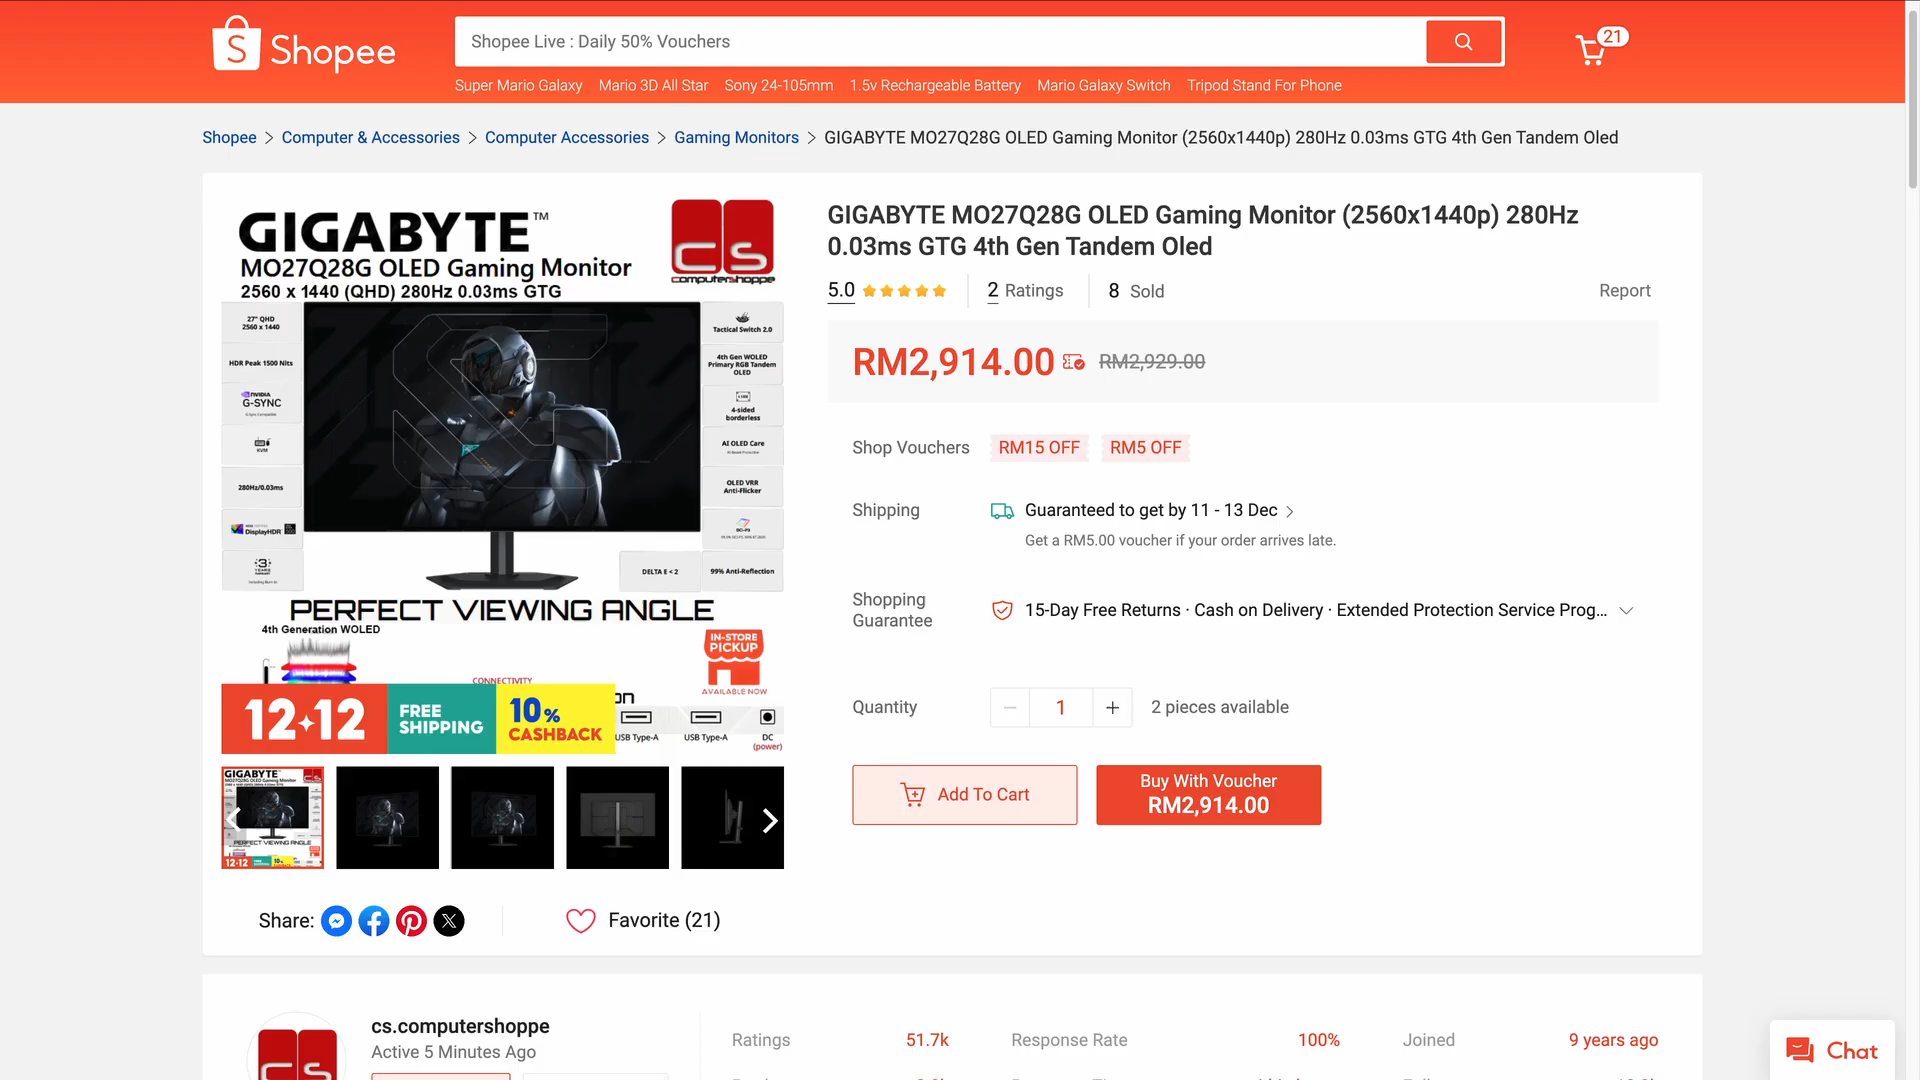 Shopee
Shopee Live : Daily 50% Vouchers
21
Super Mario Galaxy Mario 3D All Star Sony 24-105mm 1.5v Rechargeable Battery Mario Galaxy Switch Tripod Stand For Phone
Shopee > Computer & Accessories > Computer Accessories > Gaming Monitors > GIGABYTE MO27Q28G OLED Gaming Monitor (2560x1440p) 280Hz 0.03ms GTG 4th Gen Tandem Oled
GIGABYTE™
MO27Q28G OLED Gaming Monitor
2560 x 1440 (QHD) 280Hz 0.03ms GTG
cs
computershoppe
27" QHD
2560 x 1440
HDR Peak 1500 Nits
NVIDIA
G-SYNC
KVM
280Hz/0.03ms
DisplayHDR
3
YEARS
Tactical Switch 2.0
4th Gen WOLED
Primary RGB Tandem
OLED
4-sided
borderless
AI OLED Care
OLED VRR
Anti-Flicker
DCI-P3
DELTA E < 2
99% Anti-Reflection
PERFECT VIEWING ANGLE
4th Generation WOLED
IN-STORE
PICKUP
AVAILABLE NOW
CONNECTIVITY
12 12
FREE
SHIPPING
10%
CASHBACK
USB Type-A
USB Type-A
DC
(power)
Share:
Favorite (21)
GIGABYTE MO27Q28G OLED Gaming Monitor (2560x1440p) 280Hz
0.03ms GTG 4th Gen Tandem Oled
5.0 2 Ratings 8 Sold Report
RM2,914.00 RM2,929.00
Shop Vouchers RM15 OFF RM5 OFF
Shipping Guaranteed to get by 11 - 13 Dec >
Get a RM5.00 voucher if your order arrives late.
Shopping
Guarantee
15-Day Free Returns · Cash on Delivery · Extended Protection Service Prog...
Quantity − 1 + 2 pieces available
Add To Cart
Buy With Voucher
RM2,914.00
cs.computershoppe
Active 5 Minutes Ago
Ratings 51.7k Response Rate 100% Joined 9 years ago
Chat